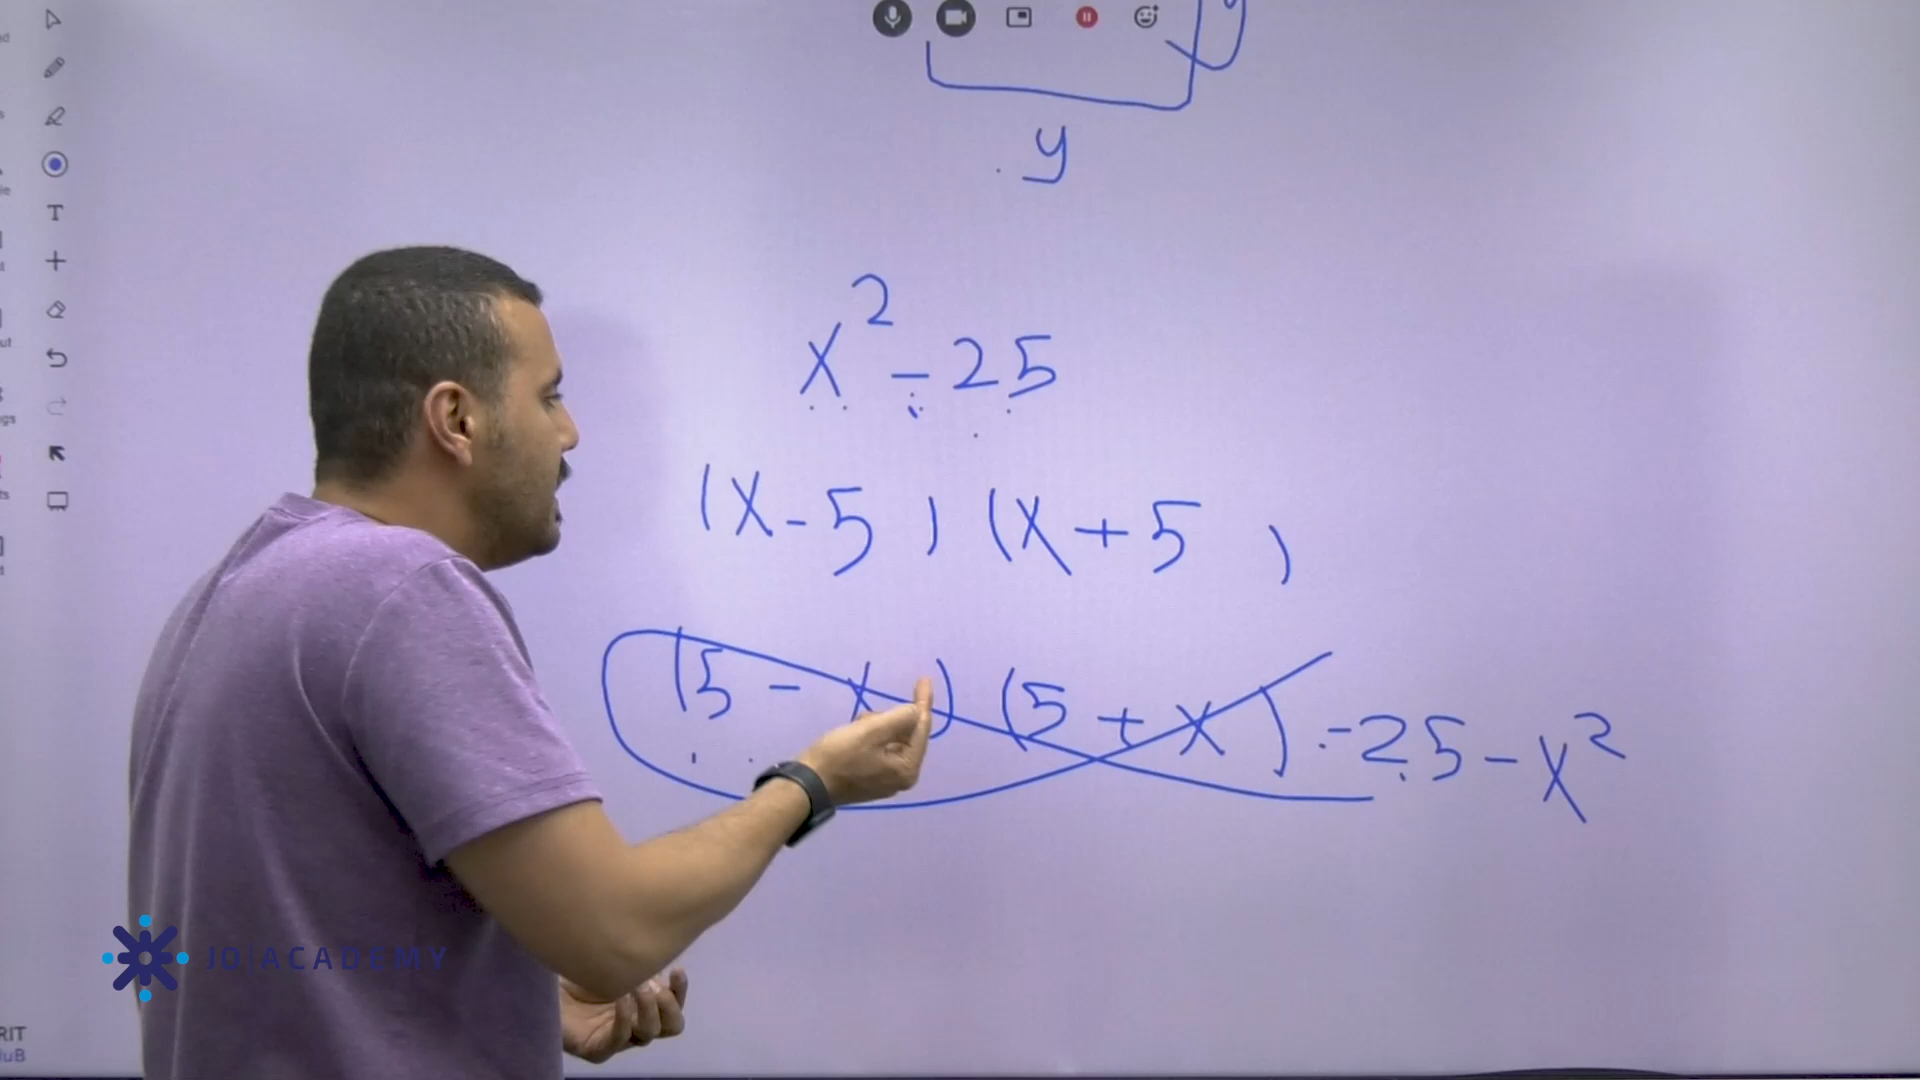 y
x² - 25
(x - 5) (x + 5)
(5 - x) (5 + x) = 25 - x²
JO|ACADEMY
T